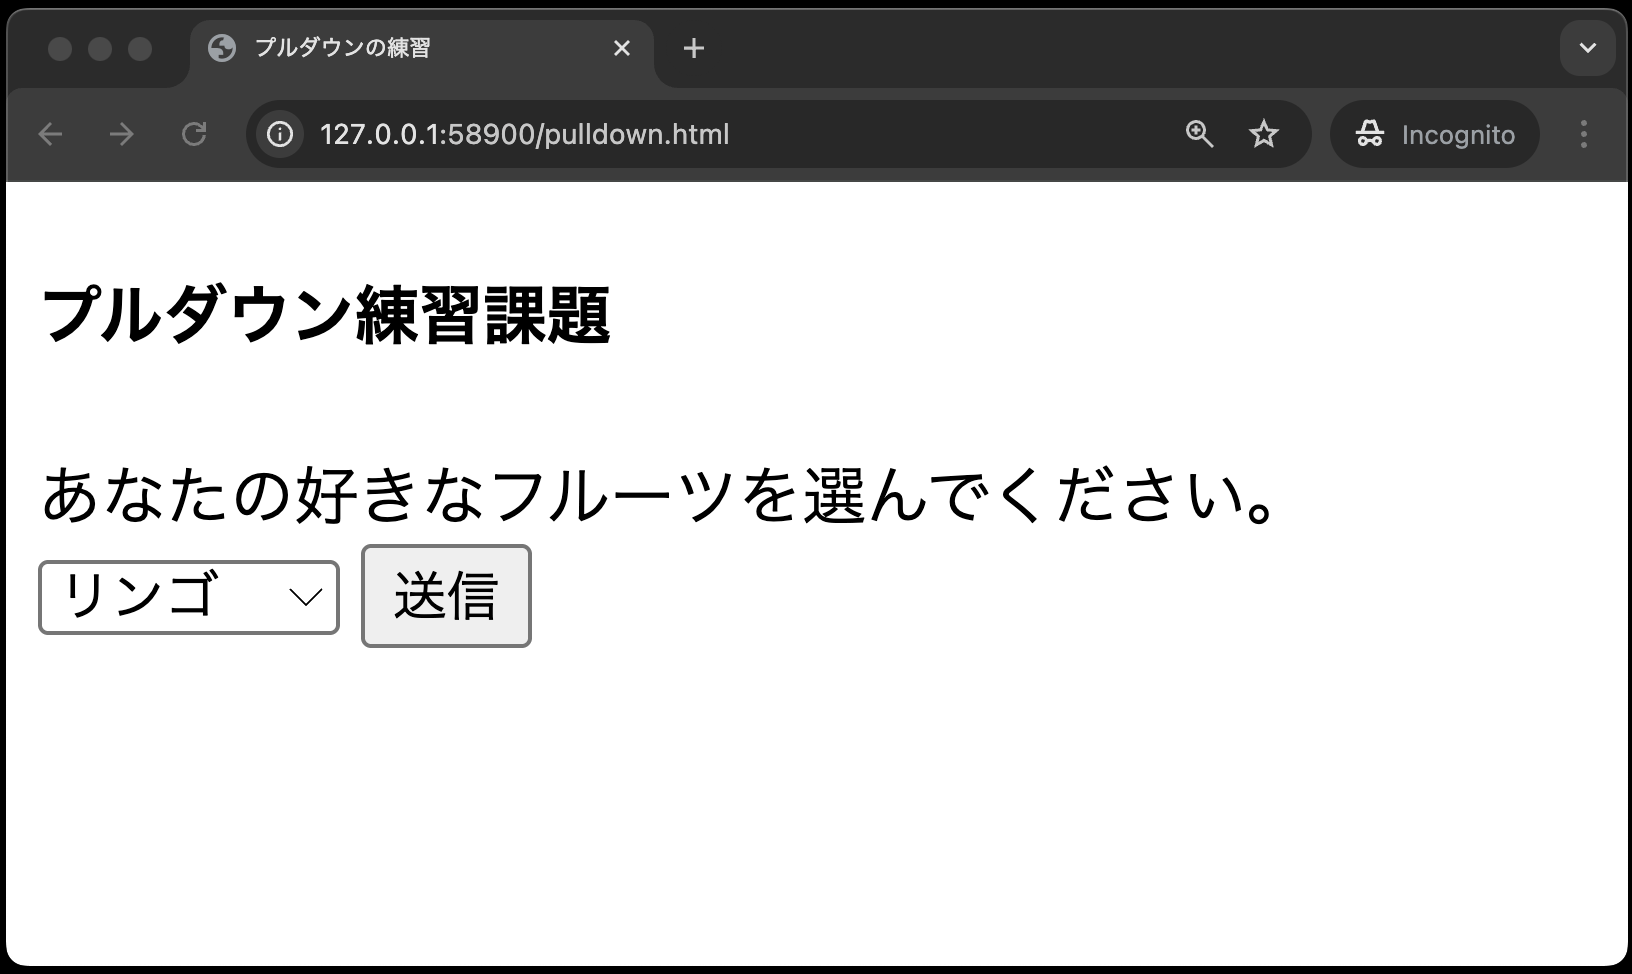 プルダウンの練習
127.0.0.1:58900/pulldown.html
Incognito
プルダウン練習課題
あなたの好きなフルーツを選んでください。
リンゴ 送信